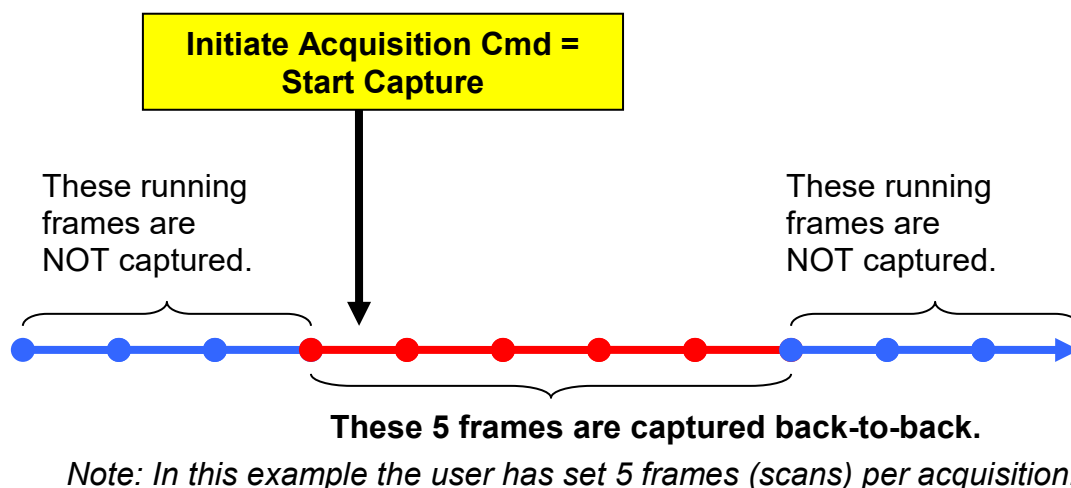 Initiate Acquisition Cmd =
Start Capture
These running
frames are
NOT captured.
These running
frames are
NOT captured.
These 5 frames are captured back-to-back.
Note: In this example the user has set 5 frames (scans) per acquisition.